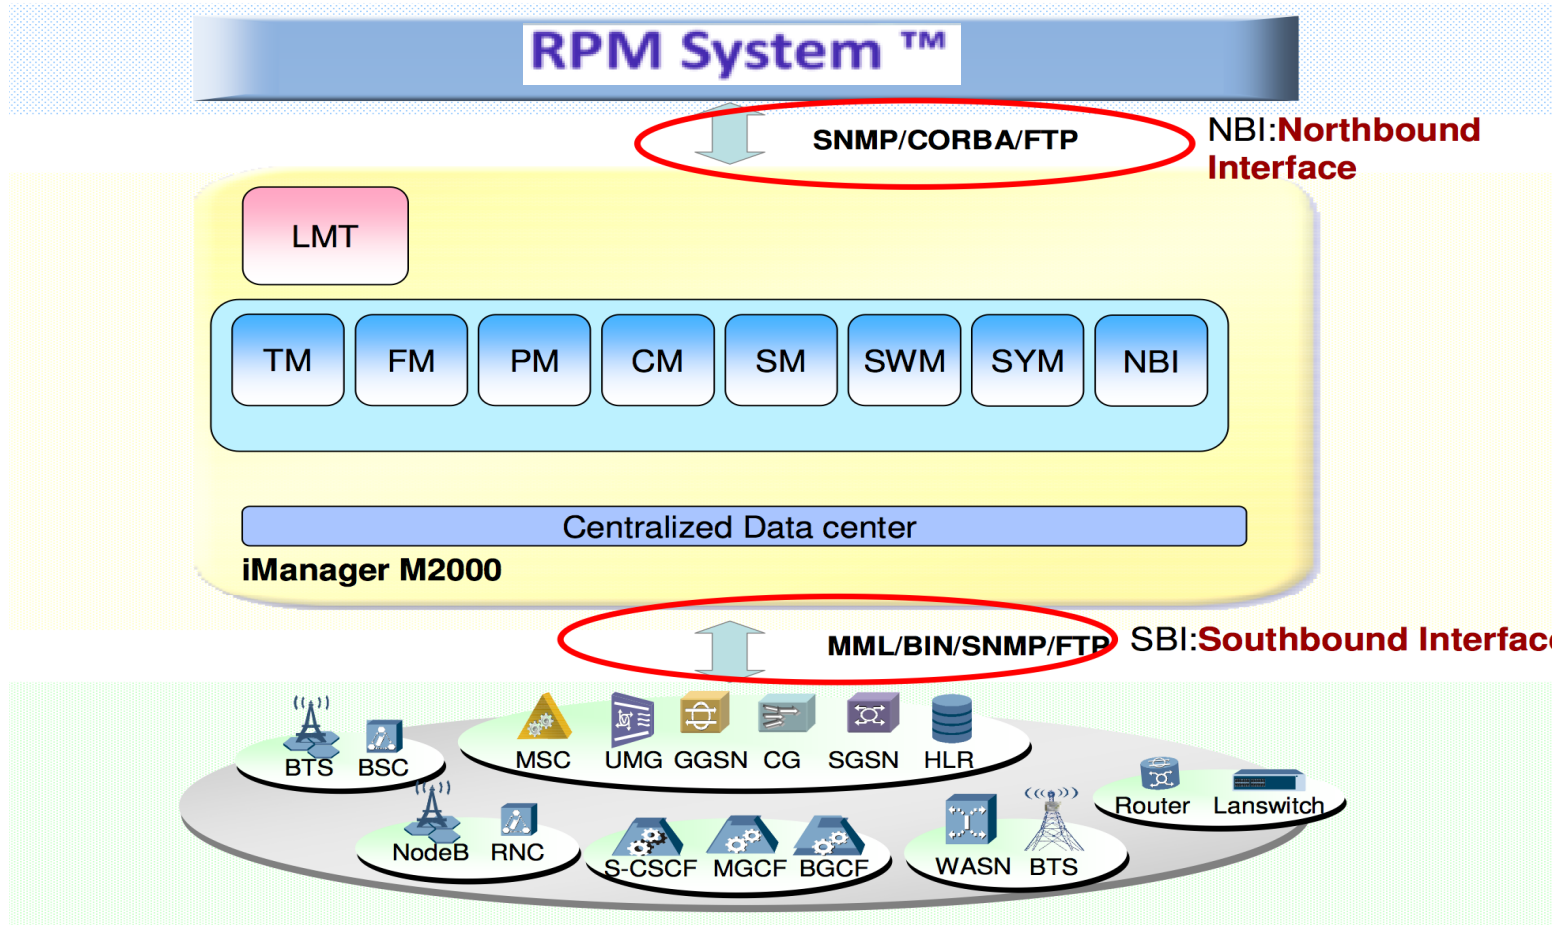 RPM System ™
SNMP/CORBA/FTP
NBI:Northbound
Interface
LMT
TM FM PM CM SM SWM SYM NBI
Centralized Data center
iManager M2000
MML/BIN/SNMP/FTP
SBI:Southbound Interface
BTS BSC
MSC UMG GGSN CG SGSN HLR
Router Lanswitch
NodeB RNC
S-CSCF MGCF BGCF
WASN BTS